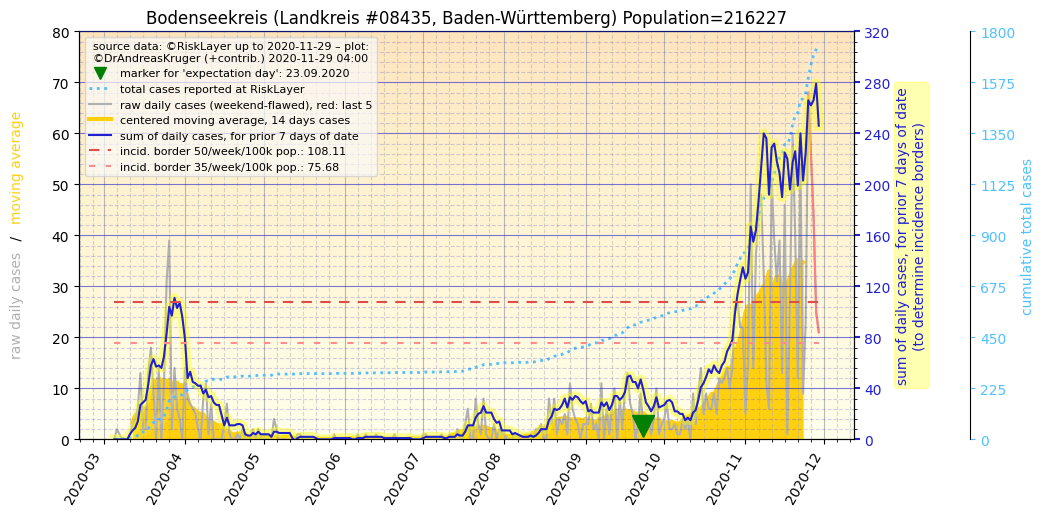 Bodenseekreis (Landkreis #08435, Baden-Württemberg) Population=216227
source data: ©RiskLayer up to 2020-11-29 – plot:
©DrAndreasKruger (+contrib.) 2020-11-29 04:00
marker for 'expectation day': 23.09.2020
total cases reported at RiskLayer
raw daily cases (weekend-flawed), red: last 5
centered moving average, 14 days cases
sum of daily cases, for prior 7 days of date
incid. border 50/week/100k pop.: 108.11
incid. border 35/week/100k pop.: 75.68
raw daily cases / moving average
80
70
60
50
40
30
20
10
0
320
280
240
200
160
120
80
40
0
sum of daily cases, for prior 7 days of date
(to determine incidence borders)
1800
1575
1350
1125
900
675
450
225
0
cumulative total cases
2020-03
2020-04
2020-05
2020-06
2020-07
2020-08
2020-09
2020-10
2020-11
2020-12